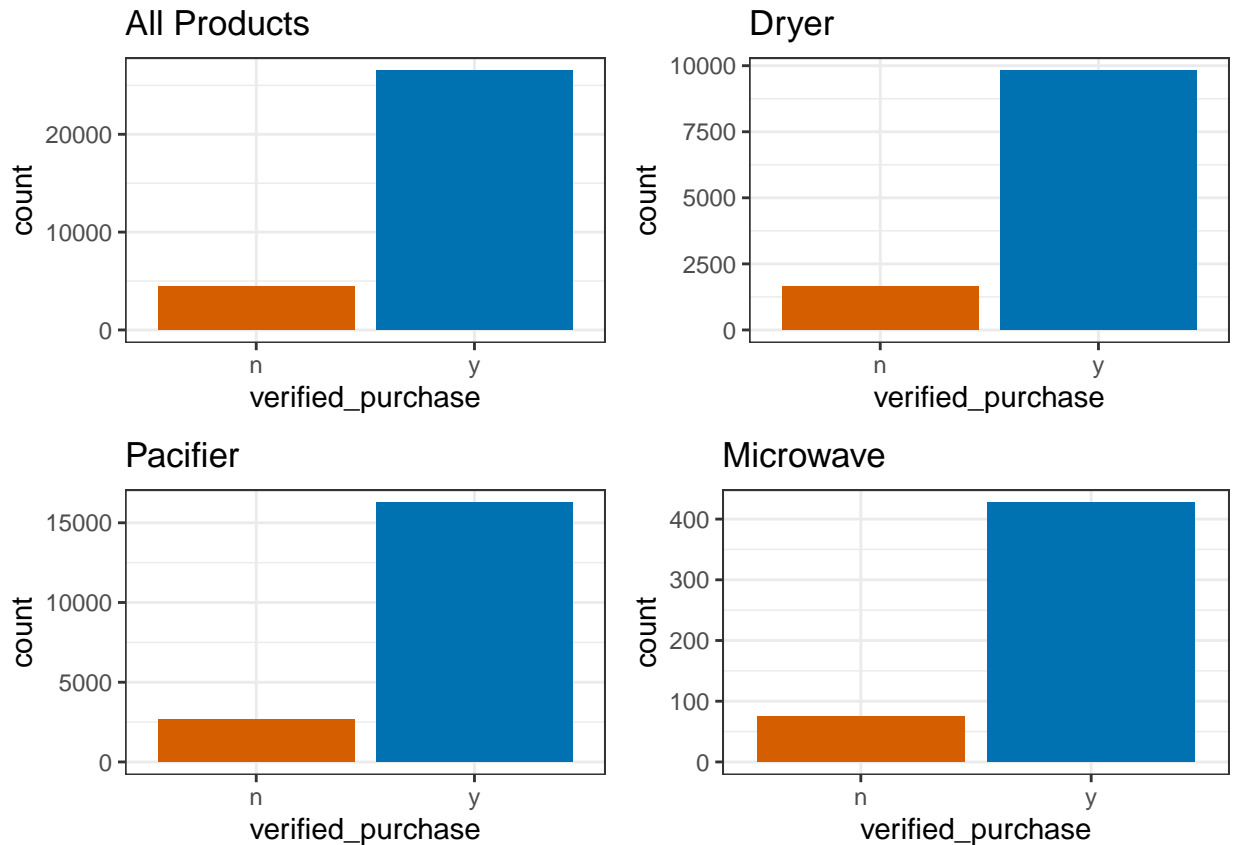 All Products
count
20000
10000
0
n
y
verified_purchase
Dryer
count
10000
7500
5000
2500
0
n
y
verified_purchase
Pacifier
count
15000
10000
5000
0
n
y
verified_purchase
Microwave
count
400
300
200
100
0
n
y
verified_purchase